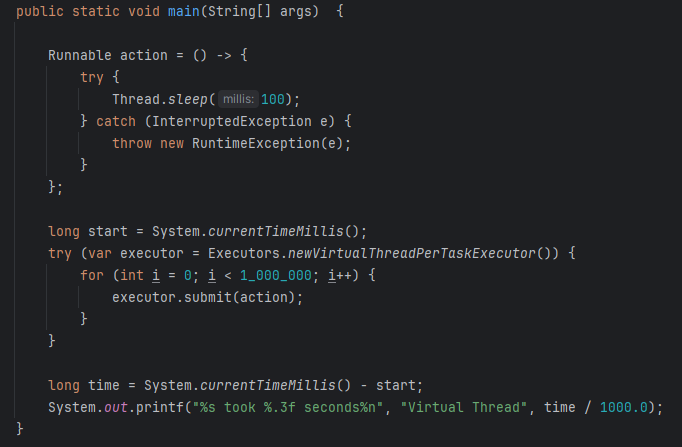 public static void main(String[] args)  {
Runnable action = () -> {
try {
Thread.sleep( millis: 100);
} catch (InterruptedException e) {
throw new RuntimeException(e);
}
};
long start = System.currentTimeMillis();
try (var executor = Executors.newVirtualThreadPerTaskExecutor()) {
for (int i = 0; i < 1_000_000; i++) {
executor.submit(action);
}
}
long time = System.currentTimeMillis() - start;
System.out.printf("%s took %.3f seconds%n", "Virtual Thread", time / 1000.0);
}